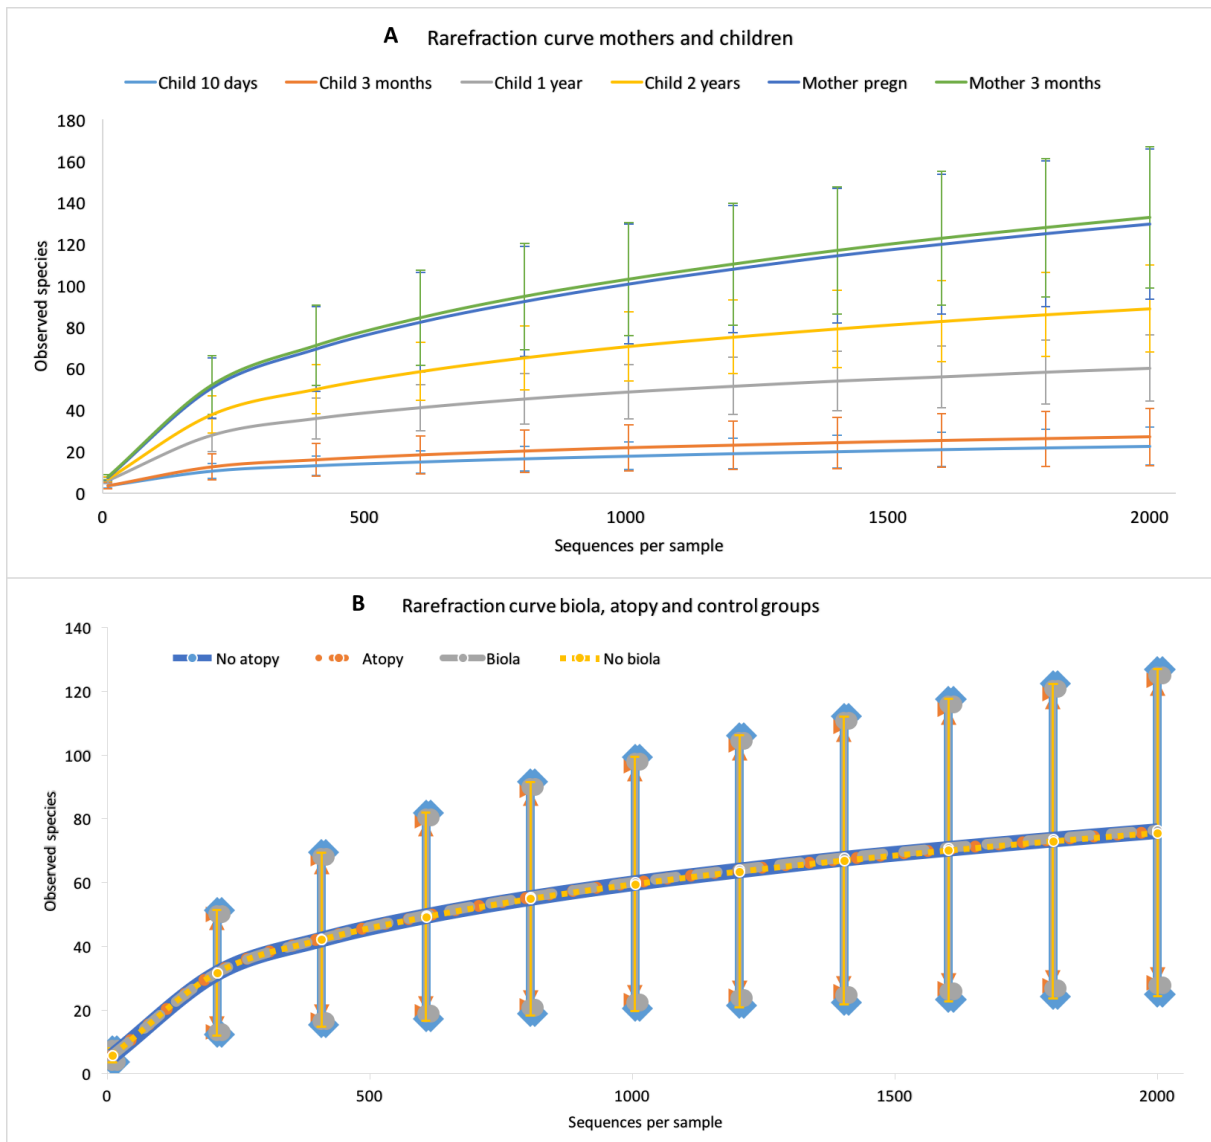 A Rarefraction curve mothers and children
Child 10 days Child 3 months Child 1 year Child 2 years Mother pregn Mother 3 months
Observed species
180
160
140
120
100
80
60
40
20
0
0 500 1000 1500 2000
Sequences per sample
B Rarefraction curve biola, atopy and control groups
No atopy Atopy Biola No biola
Observed species
140
120
100
80
60
40
20
0
0 500 1000 1500 2000
Sequences per sample